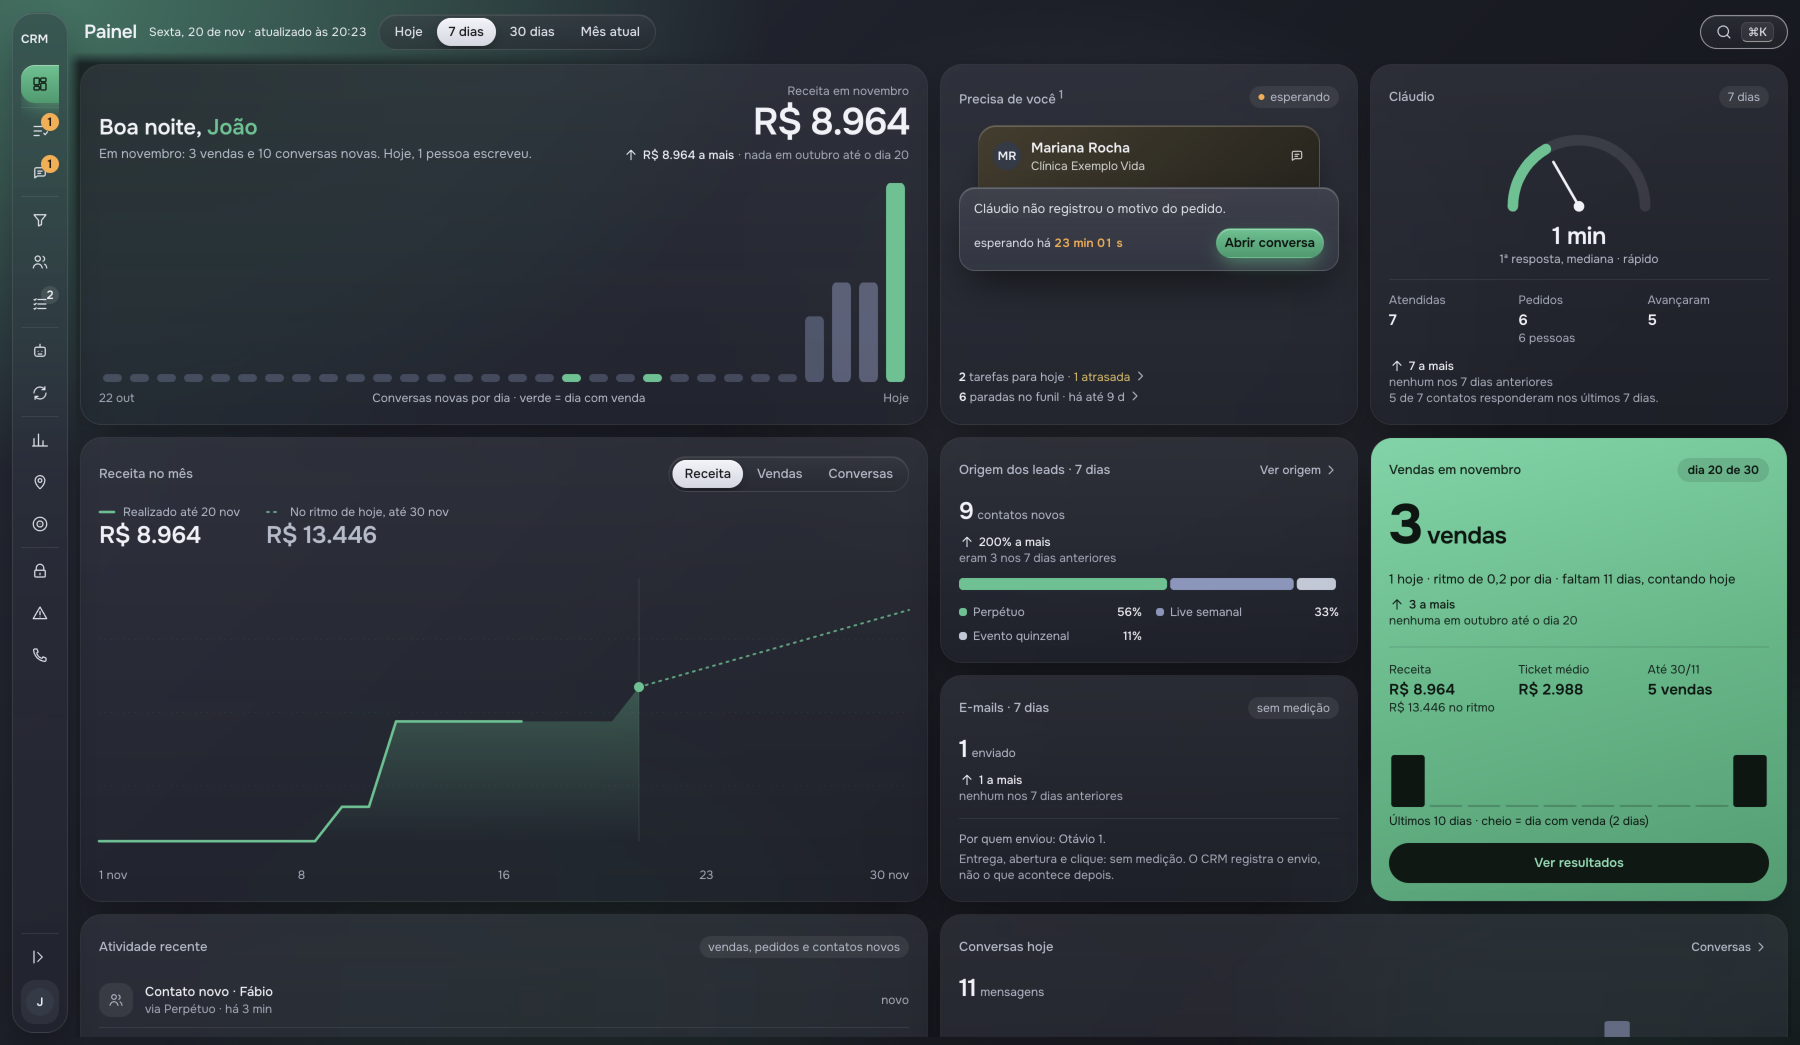 CRM
Painel
Sexta, 20 de nov · atualizado às 20:23
Hoje
7 dias
30 dias
Mês atual
⌘K
1
1
2
J
Boa noite, João
Em novembro: 3 vendas e 10 conversas novas. Hoje, 1 pessoa escreveu.
Receita em novembro
R$ 8.964
↑ R$ 8.964 a mais · nada em outubro até o dia 20
22 out
Conversas novas por dia · verde = dia com venda
Hoje
Precisa de você 1
esperando
MR
Mariana Rocha
Clínica Exemplo Vida
Cláudio não registrou o motivo do pedido.
esperando há 23 min 01 s
Abrir conversa
2 tarefas para hoje · 1 atrasada
6 paradas no funil · há até 9 d
Cláudio
7 dias
1 min
1ª resposta, mediana · rápido
Atendidas
7
Pedidos
6
6 pessoas
Avançaram
5
↑ 7 a mais
nenhum nos 7 dias anteriores
5 de 7 contatos responderam nos últimos 7 dias.
Receita no mês
Receita
Vendas
Conversas
Realizado até 20 nov
R$ 8.964
No ritmo de hoje, até 30 nov
R$ 13.446
1 nov
8
16
23
30 nov
Origem dos leads · 7 dias
Ver origem
9 contatos novos
↑ 200% a mais
eram 3 nos 7 dias anteriores
Perpétuo 56%
Live semanal 33%
Evento quinzenal 11%
E-mails · 7 dias
sem medição
1 enviado
↑ 1 a mais
nenhum nos 7 dias anteriores
Por quem enviou: Otávio 1.
Entrega, abertura e clique: sem medição. O CRM registra o envio,
não o que acontece depois.
Vendas em novembro
dia 20 de 30
3 vendas
1 hoje · ritmo de 0,2 por dia · faltam 11 dias, contando hoje
↑ 3 a mais
nenhuma em outubro até o dia 20
Receita
R$ 8.964
R$ 13.446 no ritmo
Ticket médio
R$ 2.988
Até 30/11
5 vendas
Últimos 10 dias · cheio = dia com venda (2 dias)
Ver resultados
Atividade recente
vendas, pedidos e contatos novos
Contato novo · Fábio
via Perpétuo · há 3 min
novo
Conversas hoje
Conversas
11 mensagens